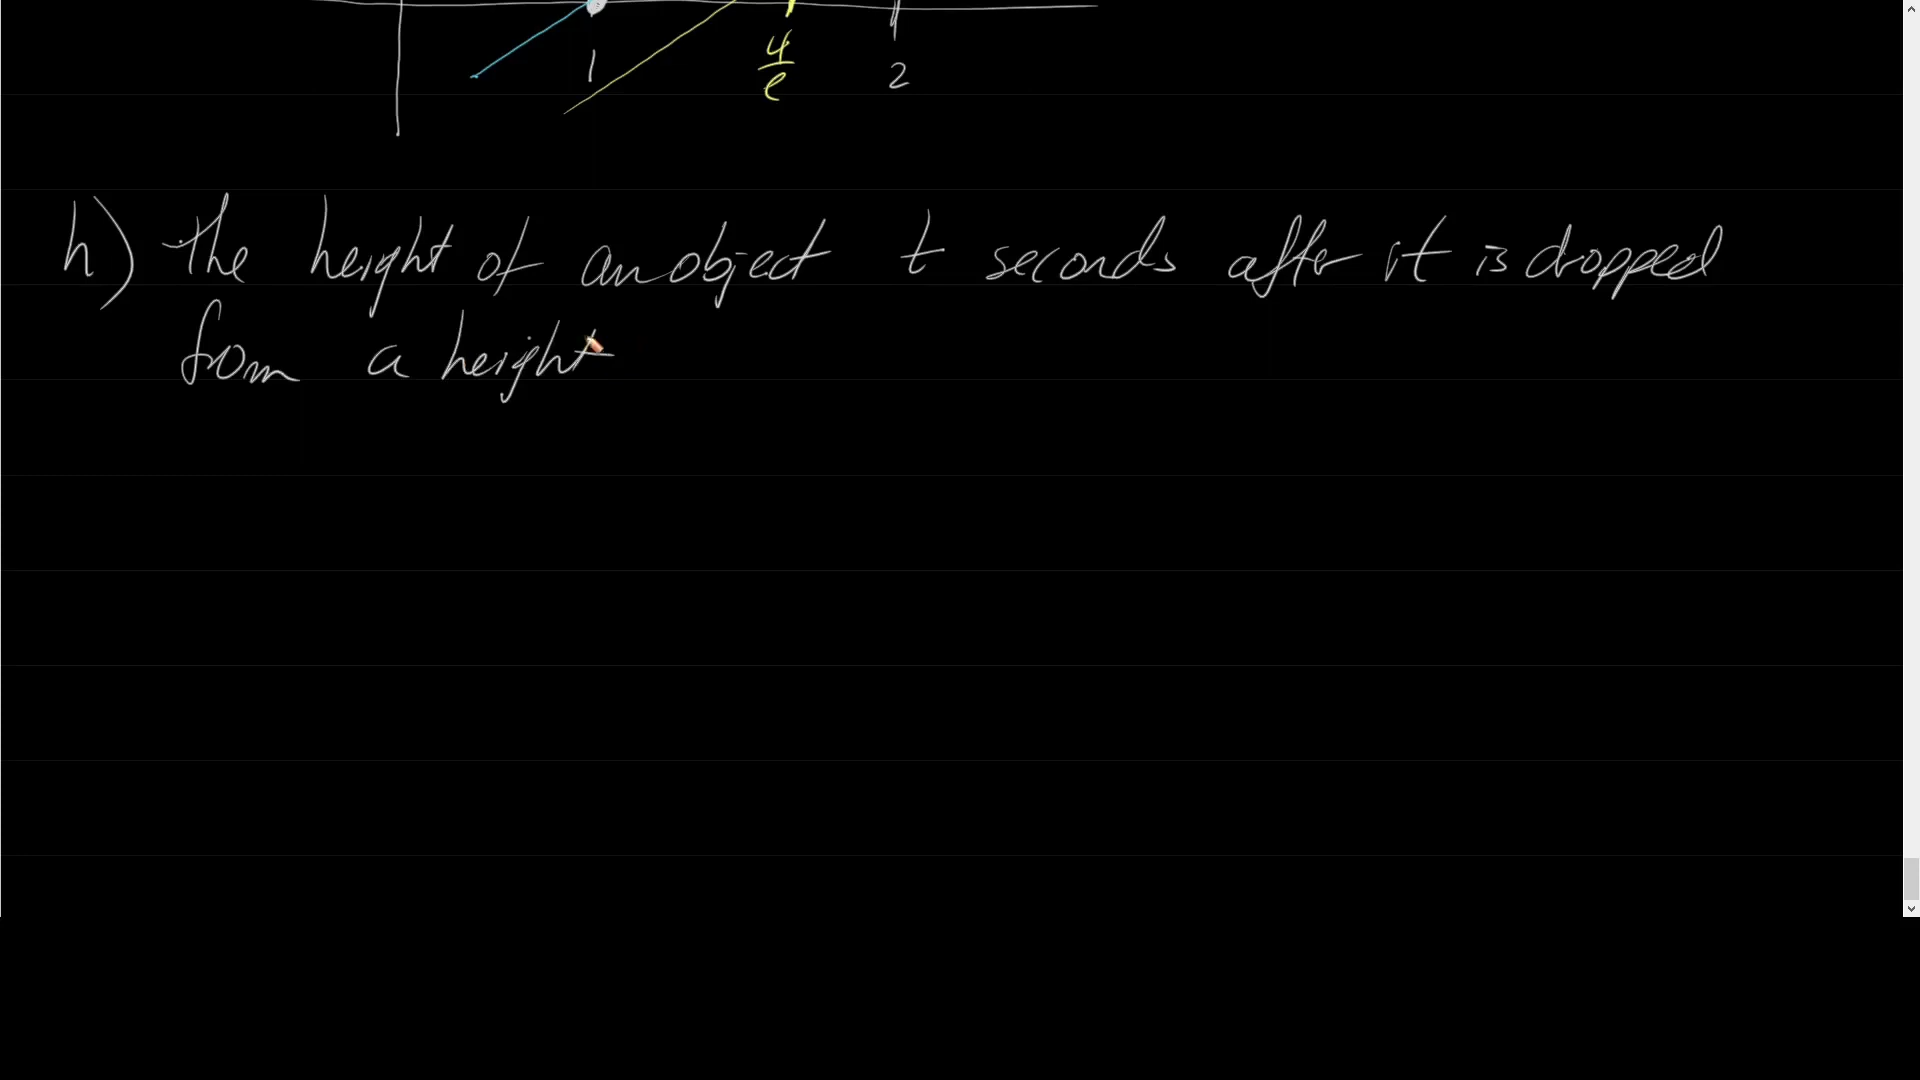 1
4/e
2
h) the height of an object t seconds after it is dropped
from a height